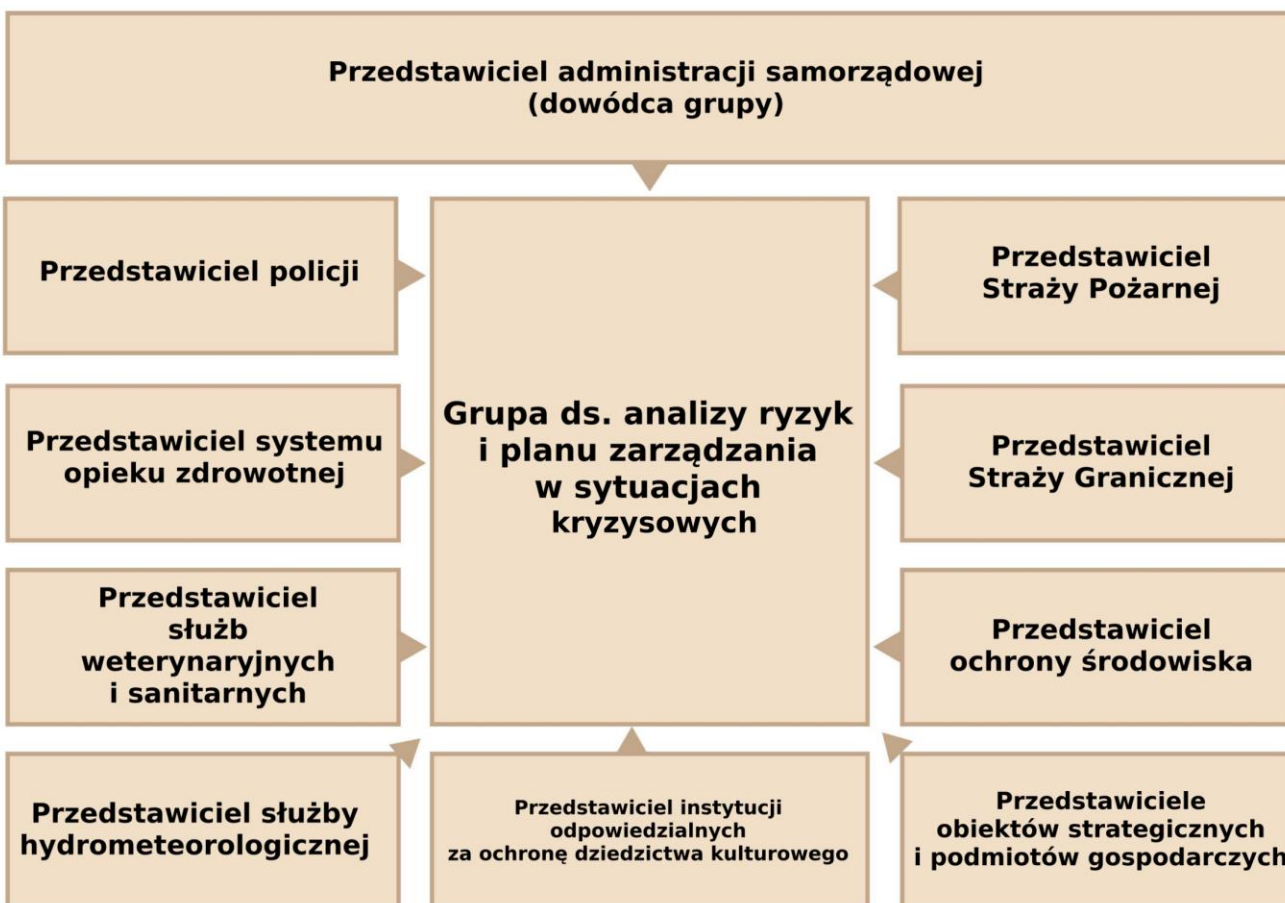 Przedstawiciel administracji samorządowej
(dowódca grupy)
Przedstawiciel policji
Grupa ds. analizy ryzyk
i planu zarządzania
w sytuacjach
kryzysowych
Przedstawiciel
Straży Pożarnej
Przedstawiciel systemu
opieku zdrowotnej
Przedstawiciel
Straży Granicznej
Przedstawiciel
służb
weterynaryjnych
i sanitarnych
Przedstawiciel
ochrony środowiska
Przedstawiciel służby
hydrometeorologicznej
Przedstawiciel instytucji
odpowiedzialnych
za ochronę dziedzictwa kulturowego
Przedstawiciele
obiektów strategicznych
i podmiotów gospodarczych